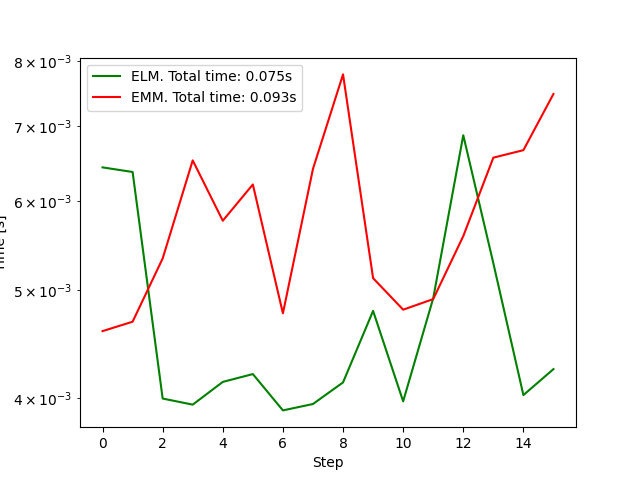 8 × 10⁻³
7 × 10⁻³
6 × 10⁻³
5 × 10⁻³
4 × 10⁻³
Time [s]
ELM. Total time: 0.075s
EMM. Total time: 0.093s
0 2 4 6 8 10 12 14
Step